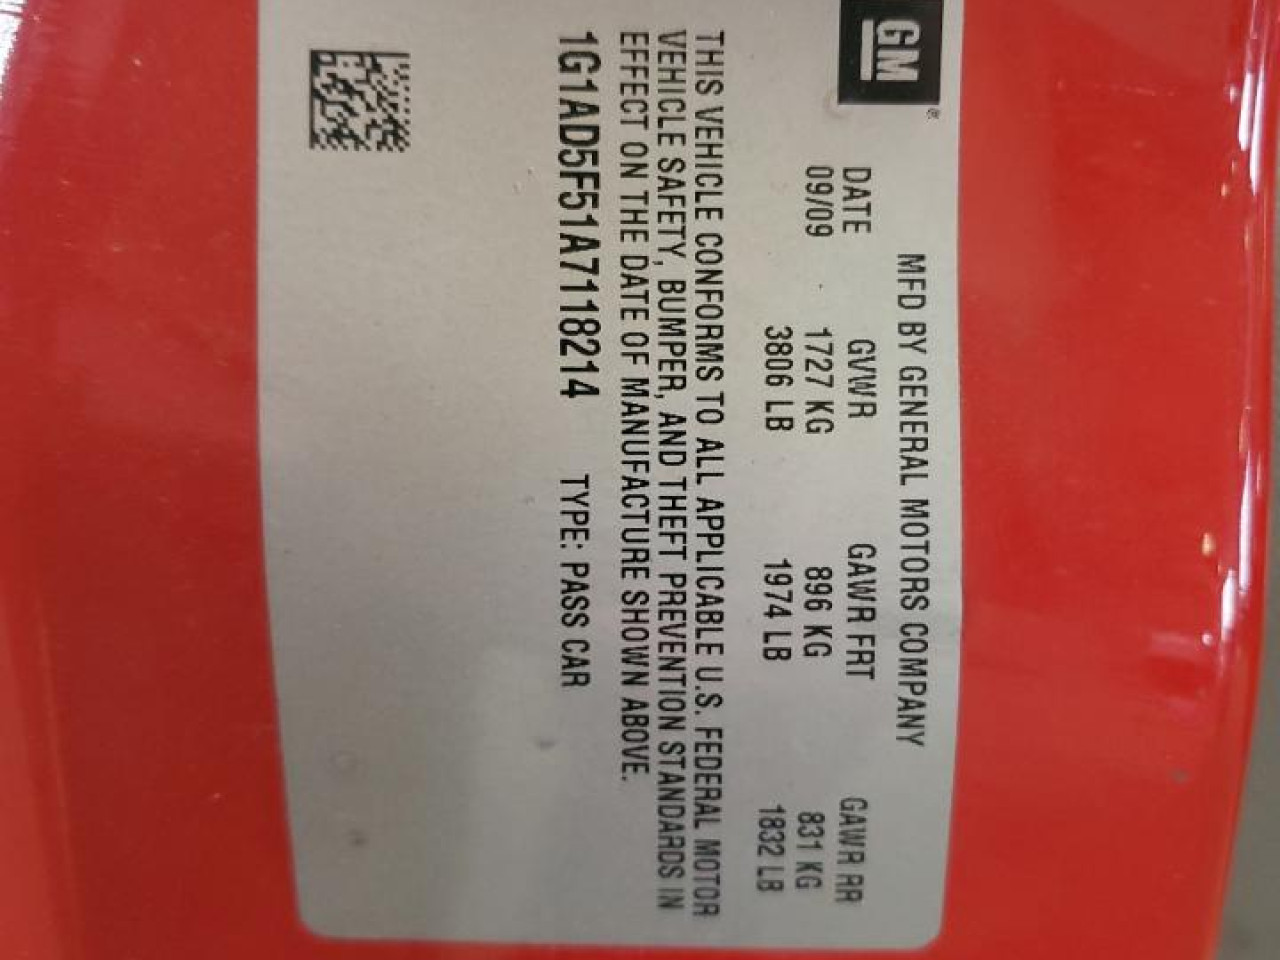 GM®
MFD BY GENERAL MOTORS COMPANY
DATE GVWR GAWR FRT GAWR RR
09/09 1727 KG 896 KG 831 KG
3806 LB 1974 LB 1832 LB
THIS VEHICLE CONFORMS TO ALL APPLICABLE U.S. FEDERAL MOTOR
VEHICLE SAFETY, BUMPER, AND THEFT PREVENTION STANDARDS IN
EFFECT ON THE DATE OF MANUFACTURE SHOWN ABOVE.
1G1AD5F51A7118214 TYPE: PASS CAR